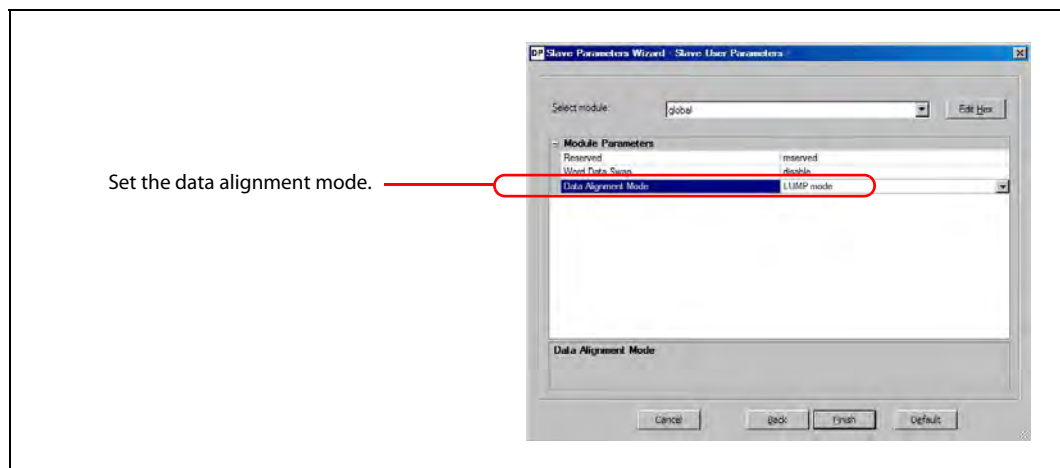 DP Slave Parameters Wizard - Slave User Parameters
Select module: global Edit Hex
Module Parameters
Reserved reserved
Word Data Swap disable
Set the data alignment mode.
Data Alignment Mode LUMP mode
Data Alignment Mode
Cancel Back Finish Default